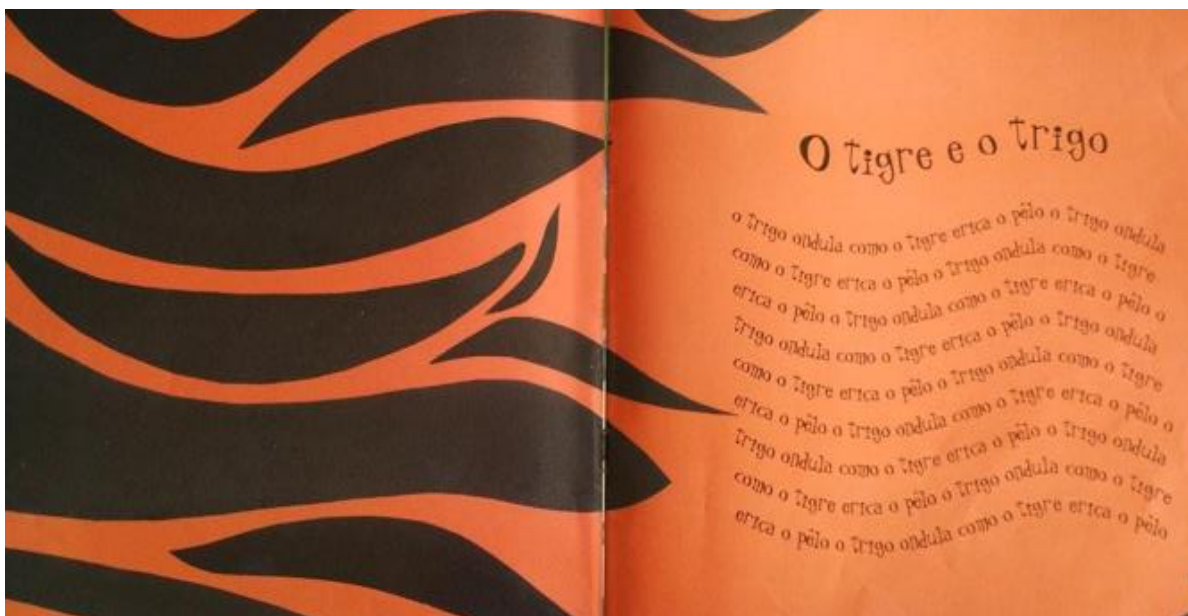 O tigre e o trigo
o trigo ondula como o tigre eriça o pêlo o trigo ondula
como o tigre eriça o pêlo o trigo ondula como o tigre
eriça o pêlo o trigo ondula como o tigre eriça o pêlo o
trigo ondula como o tigre eriça o pêlo o trigo ondula
como o tigre eriça o pêlo o trigo ondula como o tigre
eriça o pêlo o trigo ondula como o tigre eriça o pêlo o
trigo ondula como o tigre eriça o pêlo o trigo ondula
como o tigre eriça o pêlo o trigo ondula como o tigre
eriça o pêlo o trigo ondula como o tigre eriça o pêlo